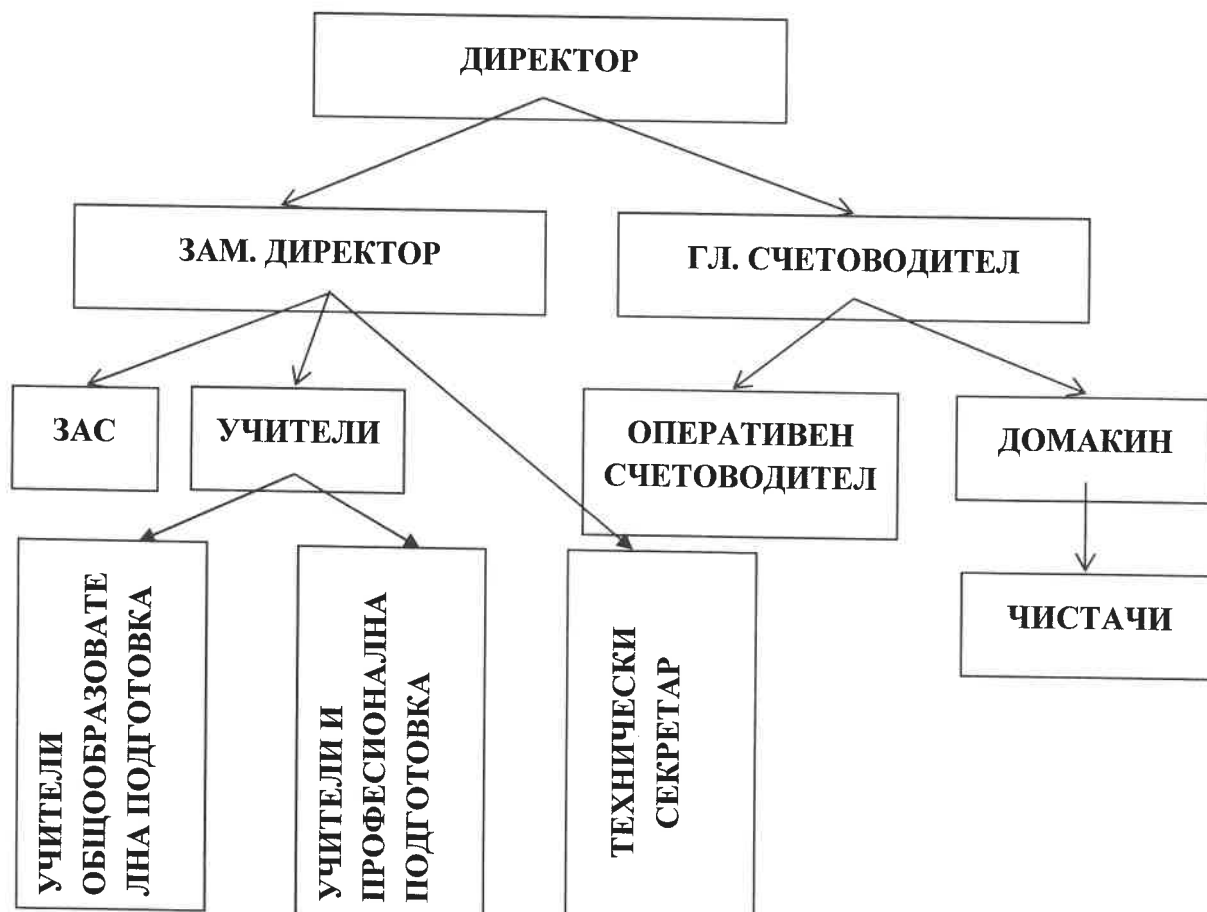 ДИРЕКТОР
ЗАМ. ДИРЕКТОР
ГЛ. СЧЕТОВОДИТЕЛ
ЗАС
УЧИТЕЛИ
ОПЕРАТИВЕН
СЧЕТОВОДИТЕЛ
ДОМАКИН
УЧИТЕЛИ
ОБЩООБРАЗОВАТЕ
ЛНА ПОДГОТОВКА
УЧИТЕЛИ И
ПРОФЕСИОНАЛНА
ПОДГОТОВКА
ТЕХНИЧЕСКИ
СЕКРЕТАР
ЧИСТАЧИ